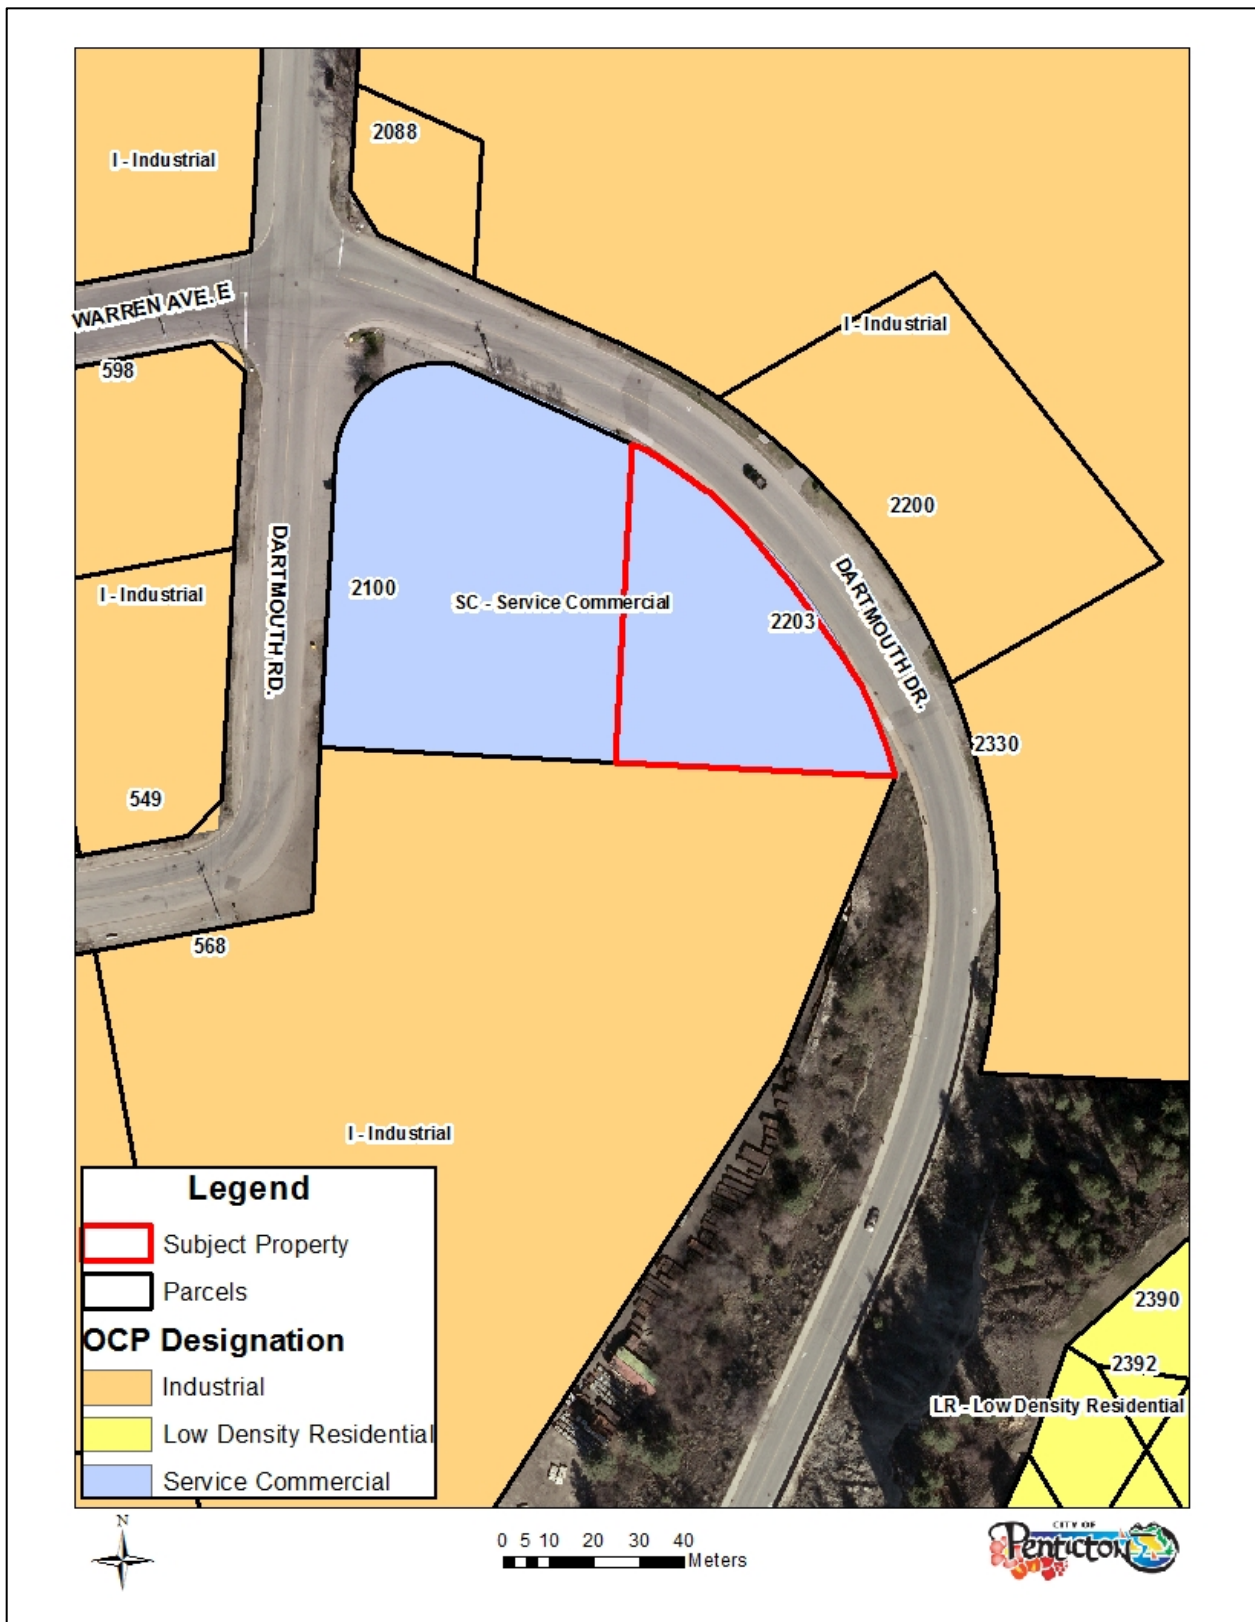 2088
I - Industrial
WARREN AVE. E
I - Industrial
598
2200
DARTMOUTH RD.
DARTMOUTH DR.
2100
I - Industrial
SC - Service Commercial
2203
2330
549
568
I - Industrial
Legend
Subject Property
Parcels
OCP Designation
Industrial
Low Density Residential
Service Commercial
2390
2392
LR - Low Density Residential
N
0 5 10 20 30 40
Meters
CITY OF
Penticton